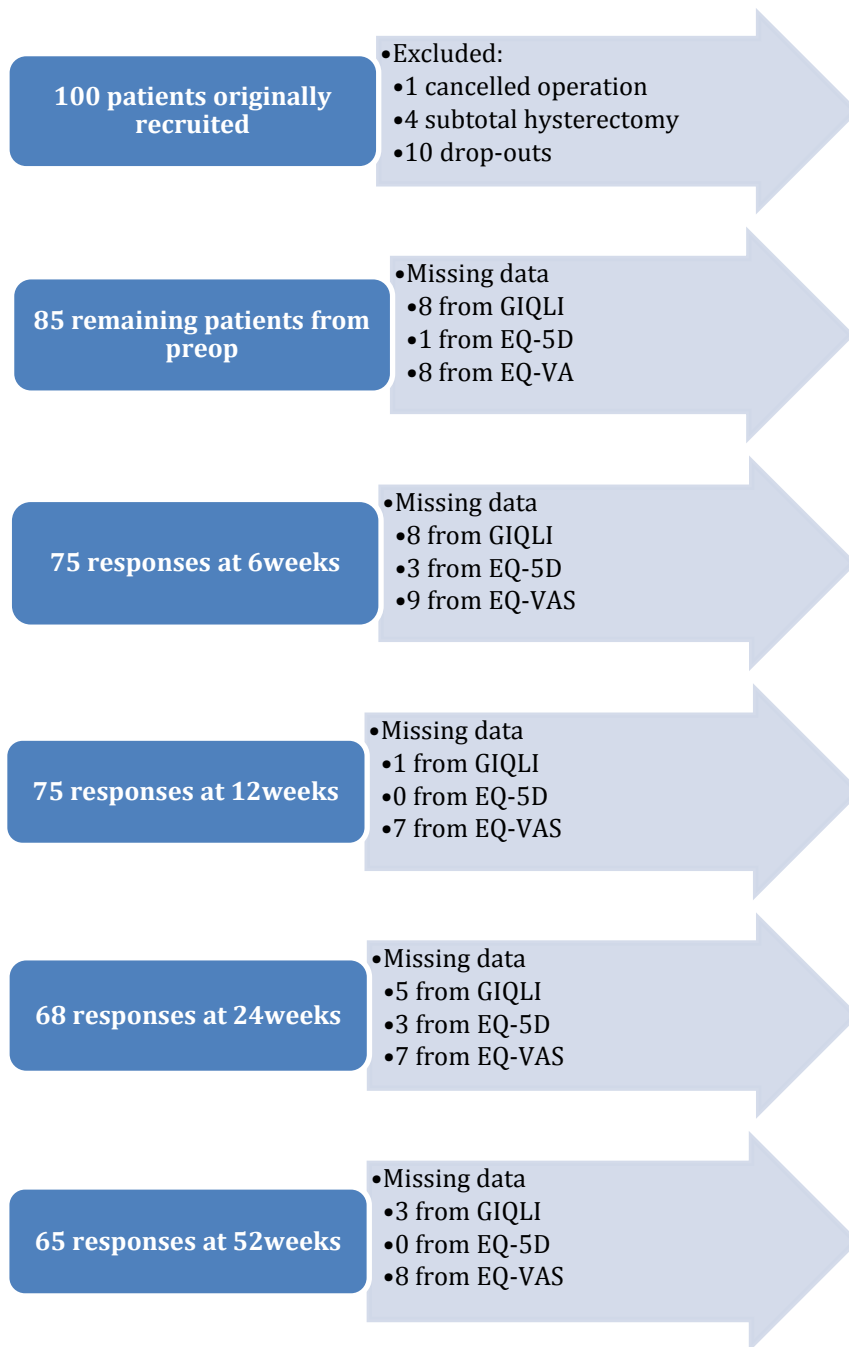 100 patients originally
recruited
•Excluded:
•1 cancelled operation
•4 subtotal hysterectomy
•10 drop-outs
85 remaining patients from
preop
•Missing data
•8 from GIQLI
•1 from EQ-5D
•8 from EQ-VA
75 responses at 6weeks
•Missing data
•8 from GIQLI
•3 from EQ-5D
•9 from EQ-VAS
75 responses at 12weeks
•Missing data
•1 from GIQLI
•0 from EQ-5D
•7 from EQ-VAS
68 responses at 24weeks
•Missing data
•5 from GIQLI
•3 from EQ-5D
•7 from EQ-VAS
65 responses at 52weeks
•Missing data
•3 from GIQLI
•0 from EQ-5D
•8 from EQ-VAS